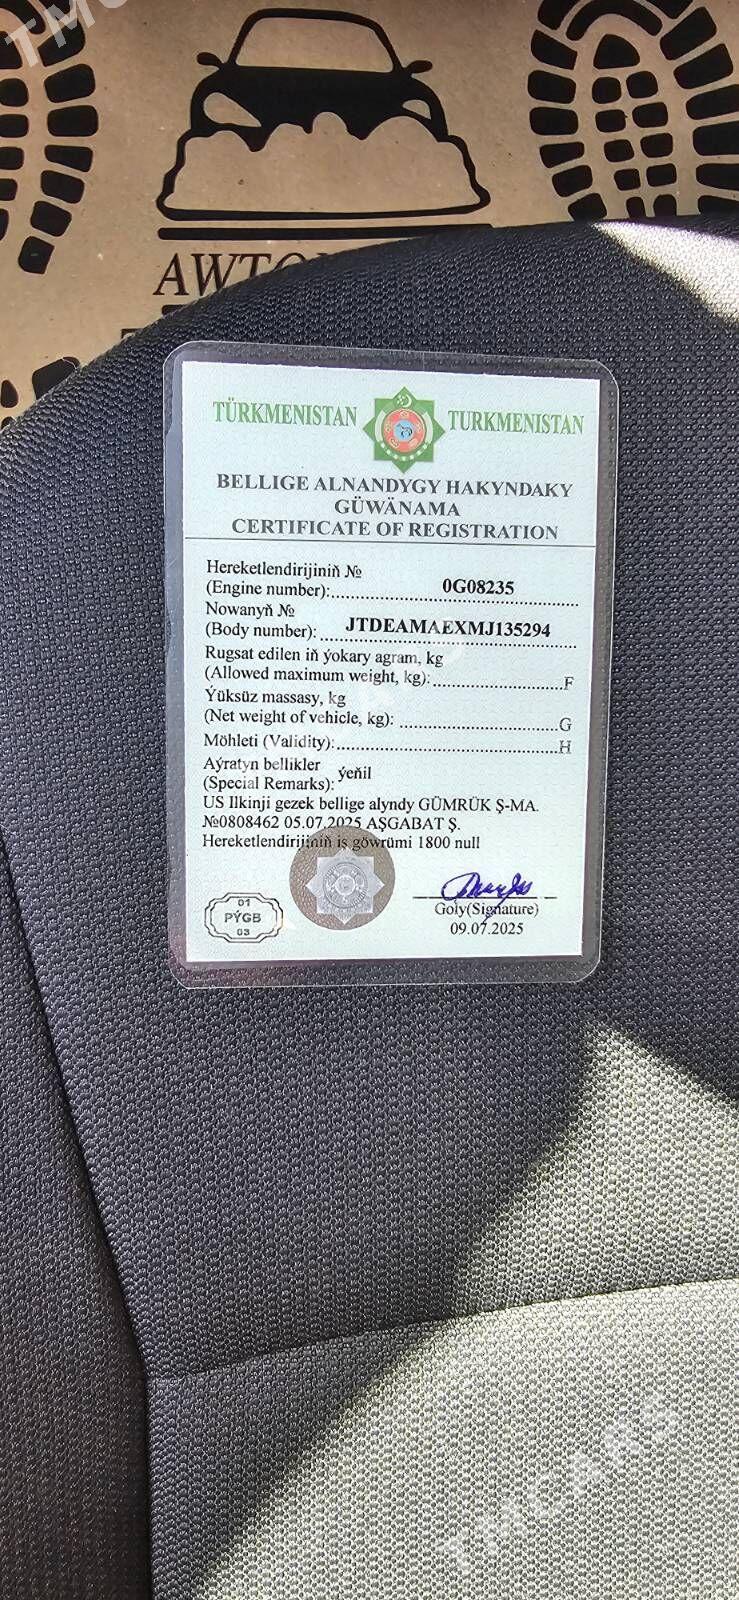 TMCARS
AWTO
TÜRKMENISTAN TURKMENISTAN
BELLIGE ALNANDYGY HAKYNDAKY
GÜWÄNAMA
CERTIFICATE OF REGISTRATION
Hereketlendirijiniň №
(Engine number):..... 0G08235
Nowanyň №
(Body number): JTDEAMAEXMJ135294
Rugsat edilen iň ýokary agram, kg
(Allowed maximum weight, kg):.....F
Ýüksüz massasy, kg
(Net weight of vehicle, kg): .....G
Möhleti (Validity):.....H
Aýratyn bellikler
(Special Remarks): ýeňil
US Ilkinji gezek bellige alyndy GÜMRÜK Ş-MA.
№0808462 05.07.2025 AŞGABAT Ş.
Hereketlendirijiniň iş göwrümi 1800 null
01
PÝGB
03
Goly(Signature)
09.07.2025
TMCARS